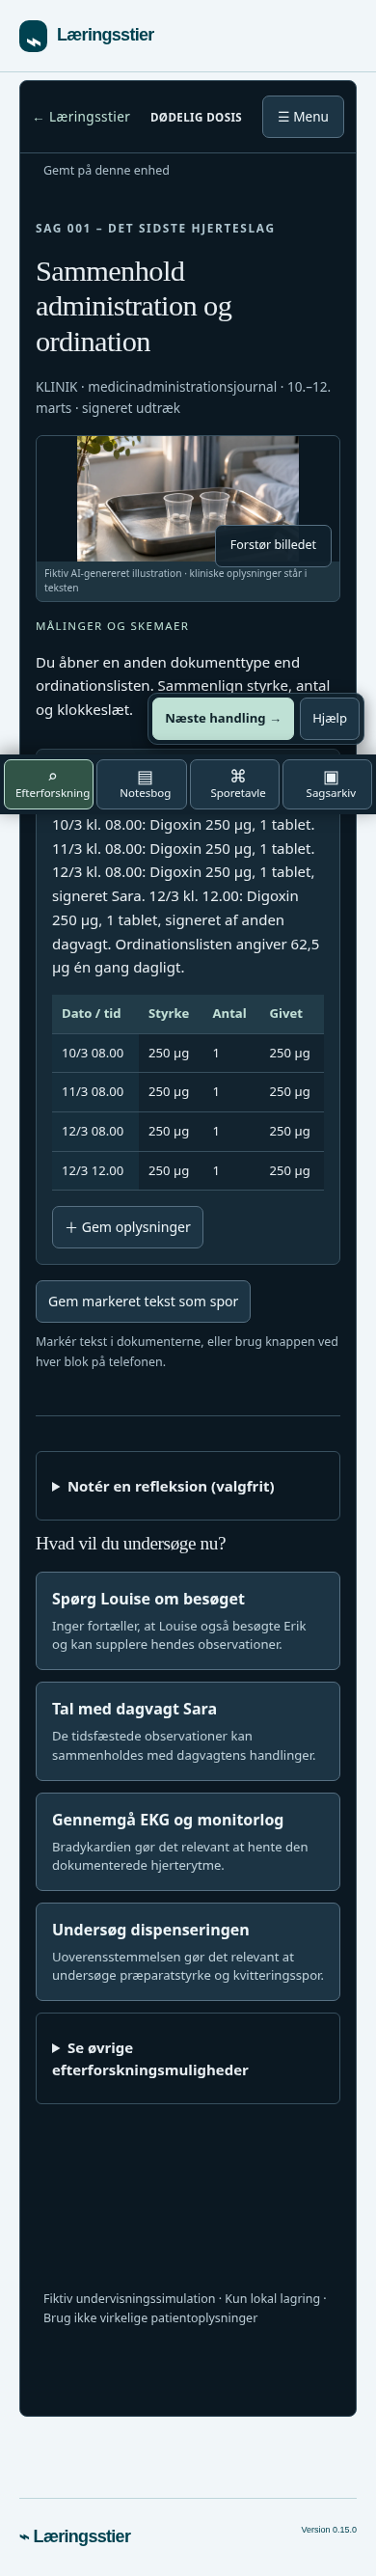 Læringsstier
← Læringsstier
DØDELIG DOSIS
☰ Menu
Gemt på denne enhed
SAG 001 – DET SIDSTE HJERTESLAG
Sammenhold
administration og
ordination
KLINIK · medicinadministrationsjournal · 10.–12.
marts · signeret udtræk
Forstør billedet
Fiktiv AI-genereret illustration · kliniske oplysninger står i
teksten
MÅLINGER OG SKEMAER
Du åbner en anden dokumenttype end
ordinationslisten. Sammenlign styrke, antal
og klokkeslæt.
Næste handling →
Hjælp
Efterforskning
Notesbog
Sporetavle
Sagsarkiv
10/3 kl. 08.00: Digoxin 250 µg, 1 tablet.
11/3 kl. 08.00: Digoxin 250 µg, 1 tablet.
12/3 kl. 08.00: Digoxin 250 µg, 1 tablet,
signeret Sara. 12/3 kl. 12.00: Digoxin
250 µg, 1 tablet, signeret af anden
dagvagt. Ordinationslisten angiver 62,5
µg én gang dagligt.
Dato / tid Styrke Antal Givet
10/3 08.00 250 µg 1 250 µg
11/3 08.00 250 µg 1 250 µg
12/3 08.00 250 µg 1 250 µg
12/3 12.00 250 µg 1 250 µg
＋ Gem oplysninger
Gem markeret tekst som spor
Markér tekst i dokumenterne, eller brug knappen ved
hver blok på telefonen.
▶ Notér en refleksion (valgfrit)
Hvad vil du undersøge nu?
Spørg Louise om besøget
Inger fortæller, at Louise også besøgte Erik
og kan supplere hendes observationer.
Tal med dagvagt Sara
De tidsfæstede observationer kan
sammenholdes med dagvagtens handlinger.
Gennemgå EKG og monitorlog
Bradykardien gør det relevant at hente den
dokumenterede hjerterytme.
Undersøg dispenseringen
Uoverensstemmelsen gør det relevant at
undersøge præparatstyrke og kvitteringsspor.
▶ Se øvrige
efterforskningsmuligheder
Fiktiv undervisningssimulation · Kun lokal lagring ·
Brug ikke virkelige patientoplysninger
Læringsstier
Version 0.15.0